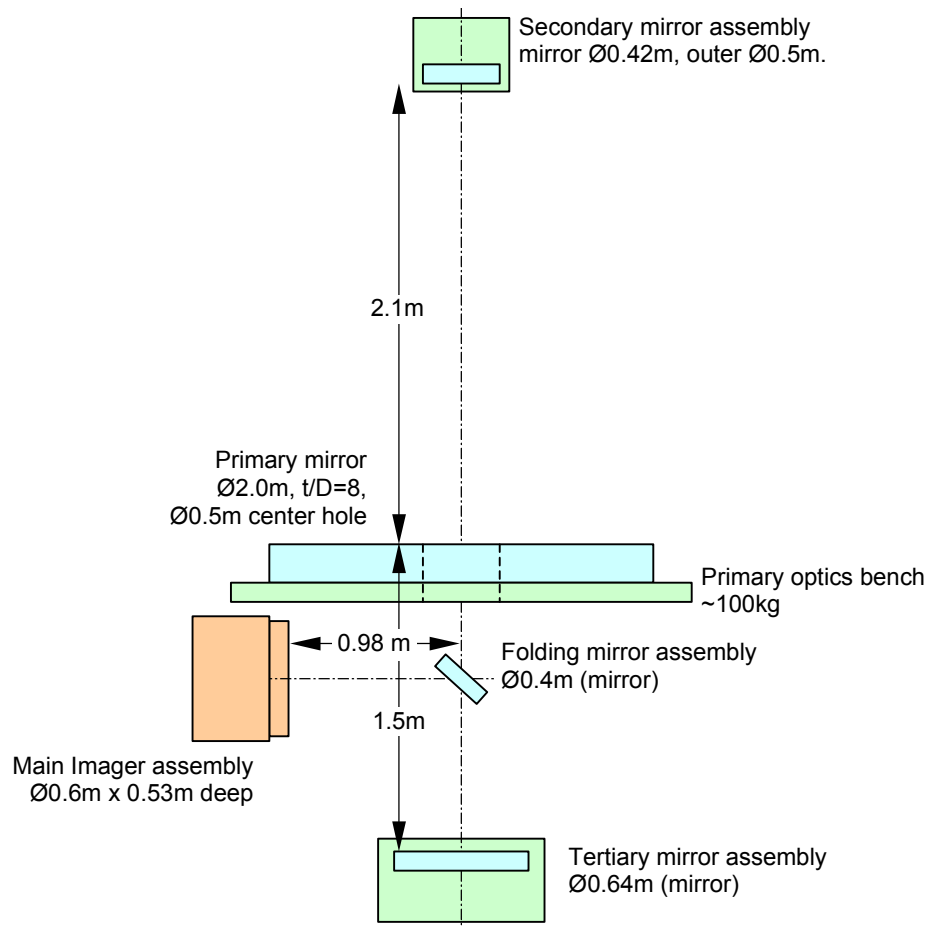 Secondary mirror assembly
mirror Ø0.42m, outer Ø0.5m.
2.1m
Primary mirror
Ø2.0m, t/D=8,
Ø0.5m center hole
Primary optics bench
~100kg
0.98 m
Folding mirror assembly
Ø0.4m (mirror)
1.5m
Main Imager assembly
Ø0.6m x 0.53m deep
Tertiary mirror assembly
Ø0.64m (mirror)